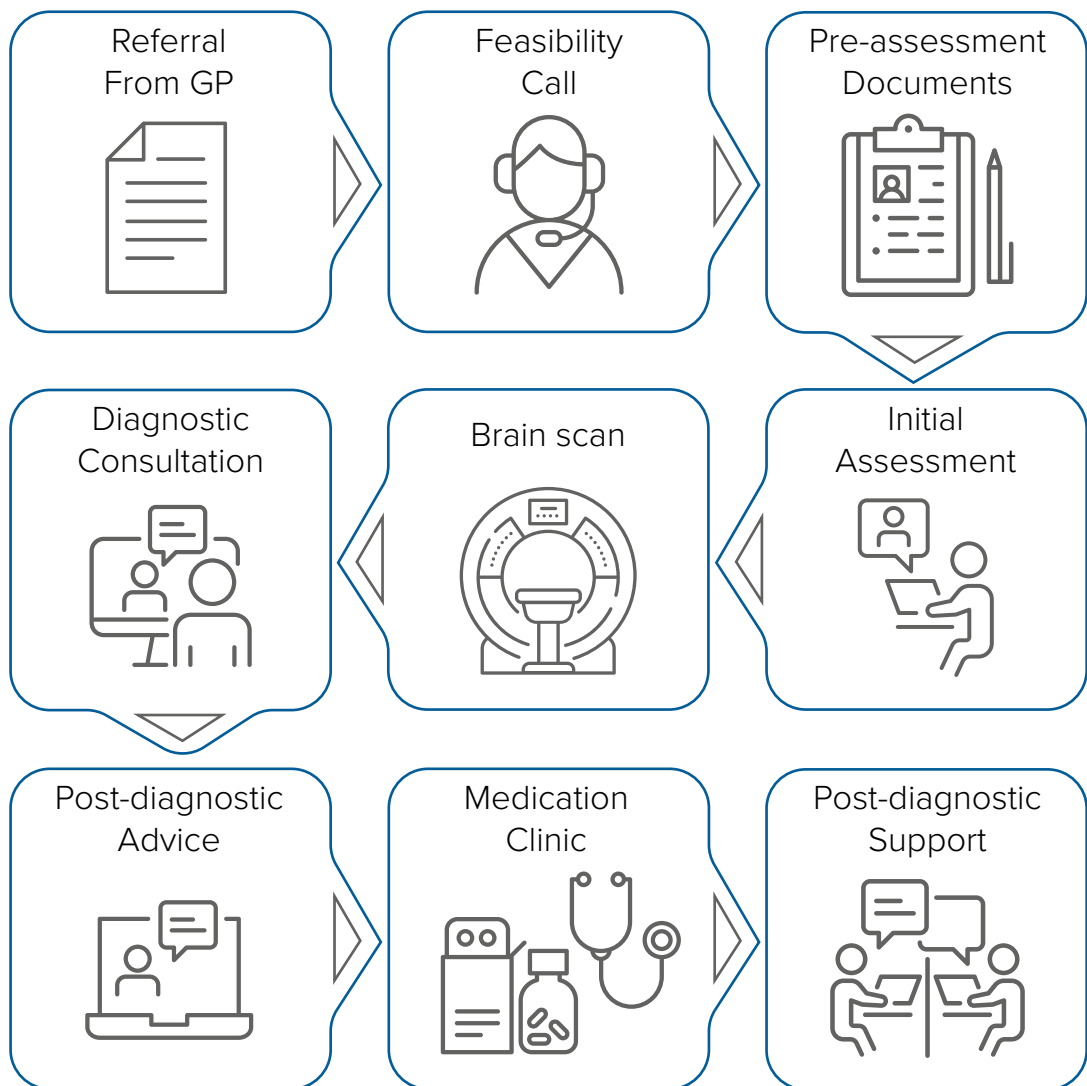 Referral
From GP
Feasibility
Call
Pre-assessment
Documents
Initial
Assessment
Brain scan
Diagnostic
Consultation
Post-diagnostic
Advice
Medication
Clinic
Post-diagnostic
Support